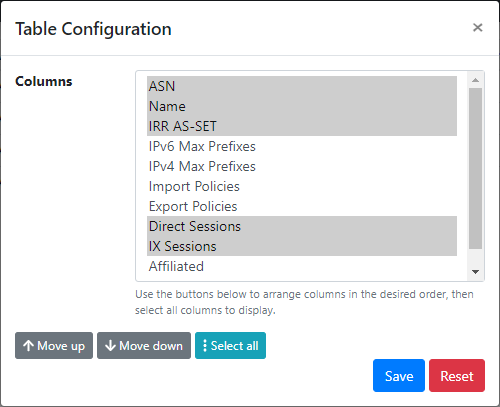 Table Configuration ×
Columns
ASN
Name
IRR AS-SET
IPv6 Max Prefixes
IPv4 Max Prefixes
Import Policies
Export Policies
Direct Sessions
IX Sessions
Affiliated
Use the buttons below to arrange columns in the desired order, then
select all columns to display.
Move up Move down Select all
Save Reset